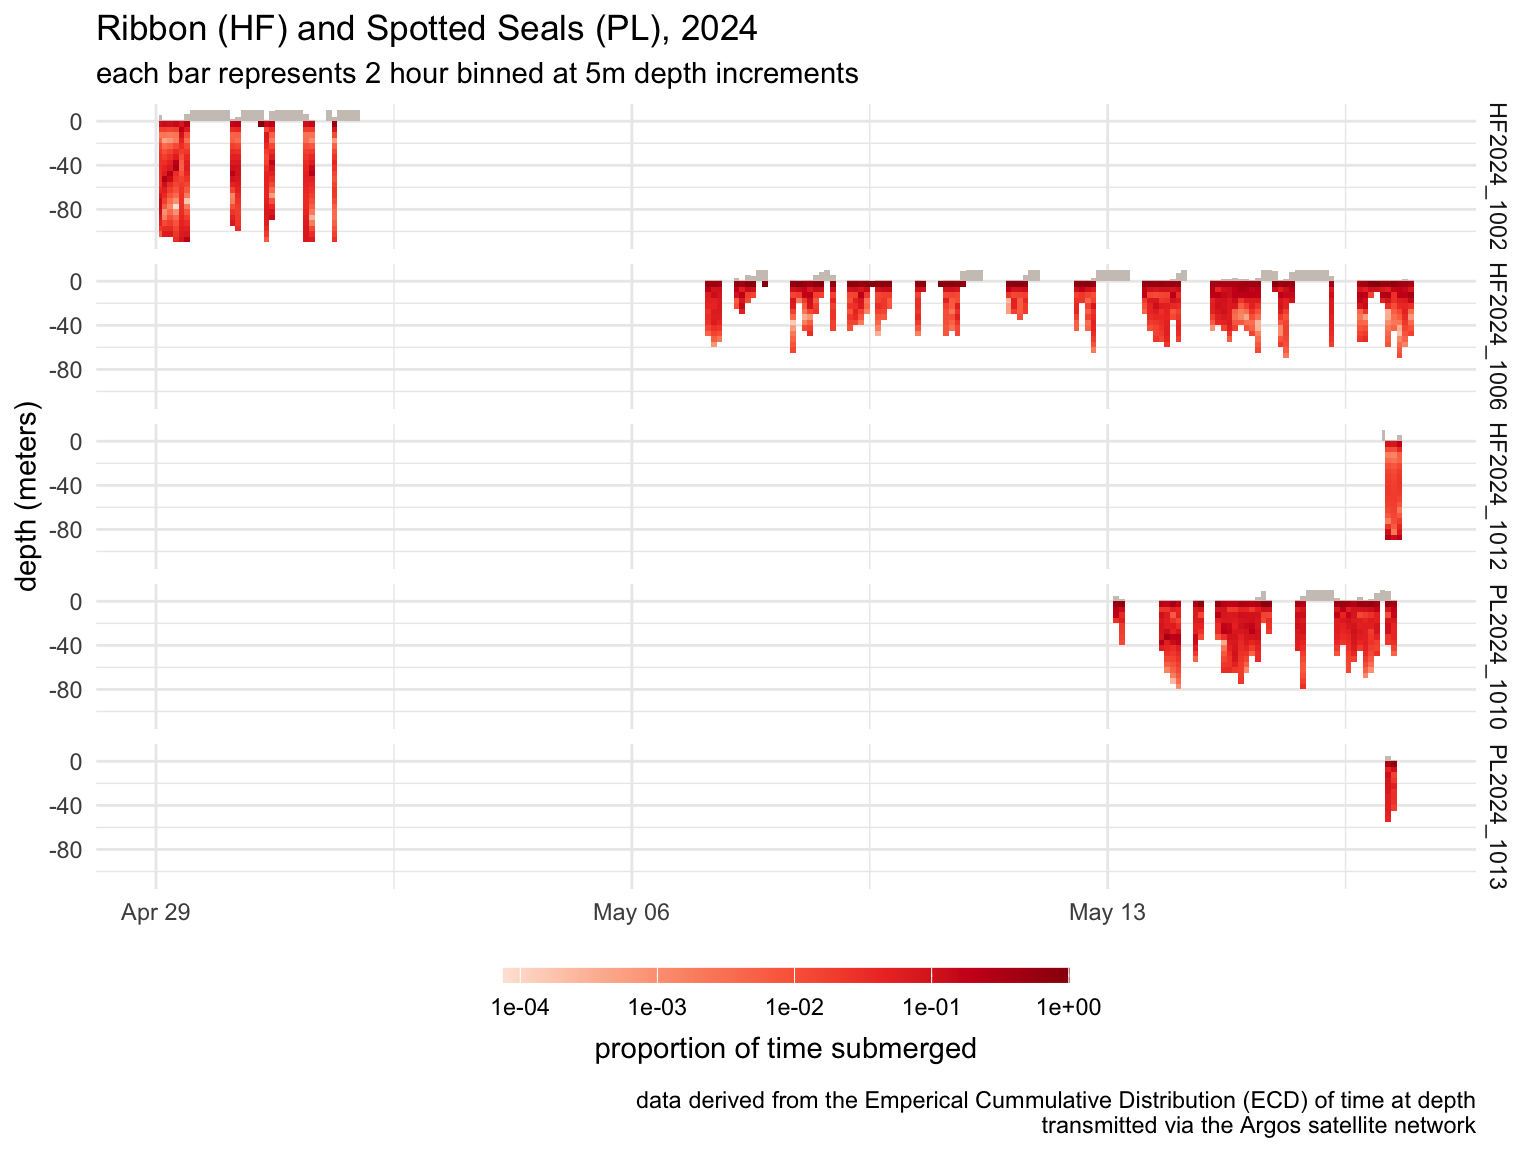 Ribbon (HF) and Spotted Seals (PL), 2024
each bar represents 2 hour binned at 5m depth increments
depth (meters)
0
-40
-80
HF2024_1002
0
-40
-80
HF2024_1006
0
-40
-80
HF2024_1012
0
-40
-80
PL2024_1010
0
-40
-80
PL2024_1013
Apr 29 May 06 May 13
1e-04 1e-03 1e-02 1e-01 1e+00
proportion of time submerged
data derived from the Emperical Cummulative Distribution (ECD) of time at depth
transmitted via the Argos satellite network